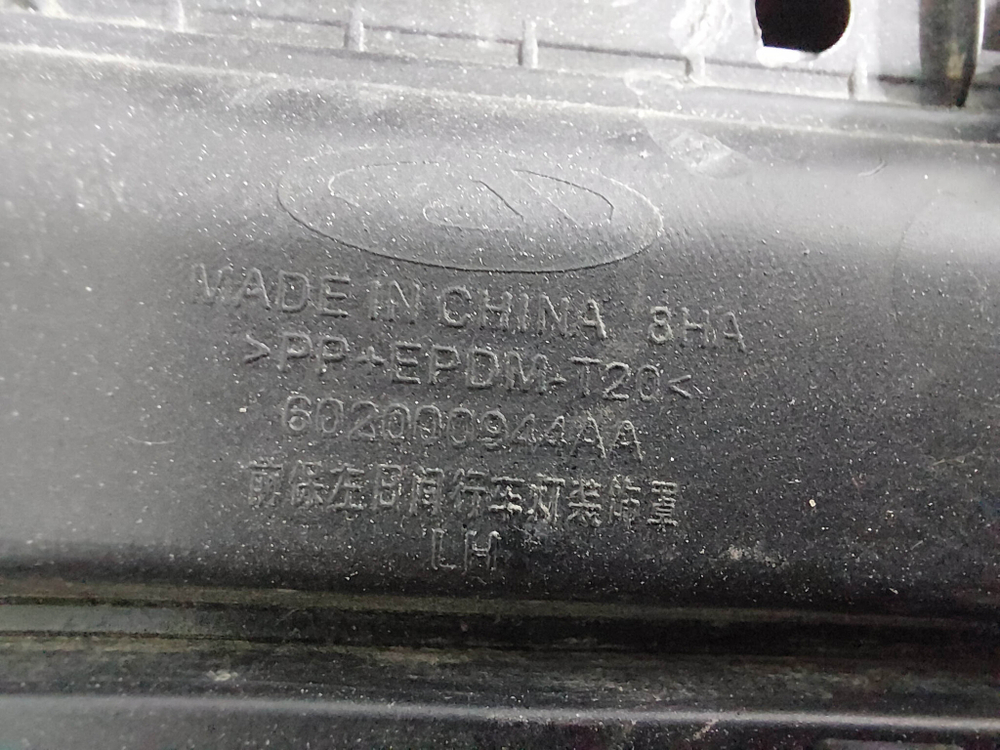 MADE IN CHINA 8HA
>PP+EPDM-T20<
602000944AA
前保左日间行车灯装饰罩
LH